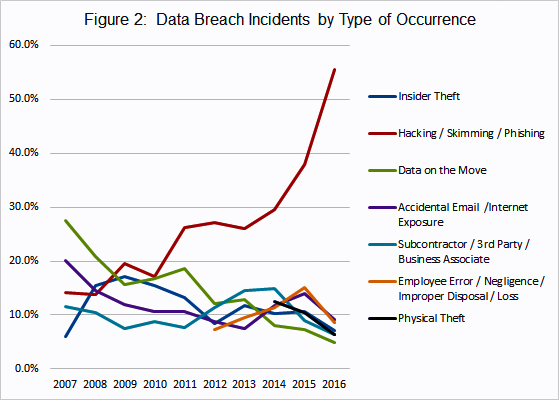 Figure 2: Data Breach Incidents by Type of Occurrence
60.0%
50.0%
40.0%
30.0%
20.0%
10.0%
0.0%
2007 2008 2009 2010 2011 2012 2013 2014 2015 2016
Insider Theft
Hacking / Skimming / Phishing
Data on the Move
Accidental Email /Internet
Exposure
Subcontractor / 3rd Party /
Business Associate
Employee Error / Negligence /
Improper Disposal / Loss
Physical Theft